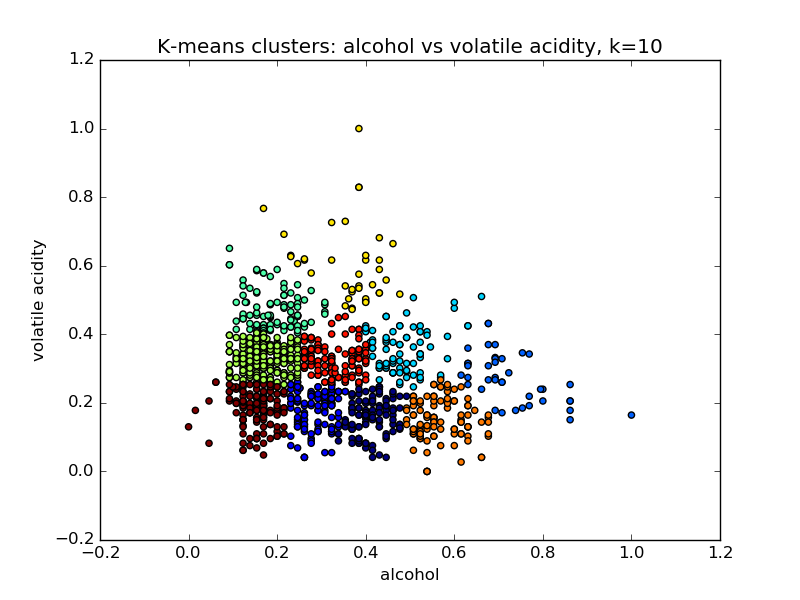 K-means clusters: alcohol vs volatile acidity, k=10
1.2
1.0
0.8
0.6
0.4
0.2
0.0
−0.2
volatile acidity
−0.2 0.0 0.2 0.4 0.6 0.8 1.0 1.2
alcohol